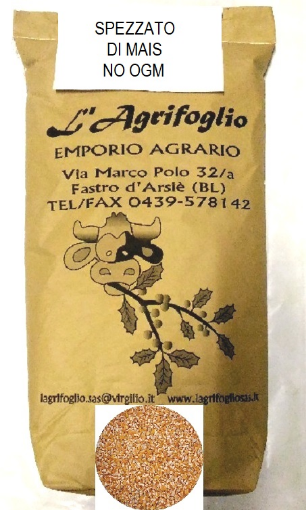 SPEZZATO
DI MAIS
NO OGM
L'Agrifoglio
EMPORIO AGRARIO
Via Marco Polo 32/a
Fastro d'Arsiè (BL)
TEL/FAX 0439-578142
lagrifoglio.sas@virgilio.it www.lagrifogliosas.it